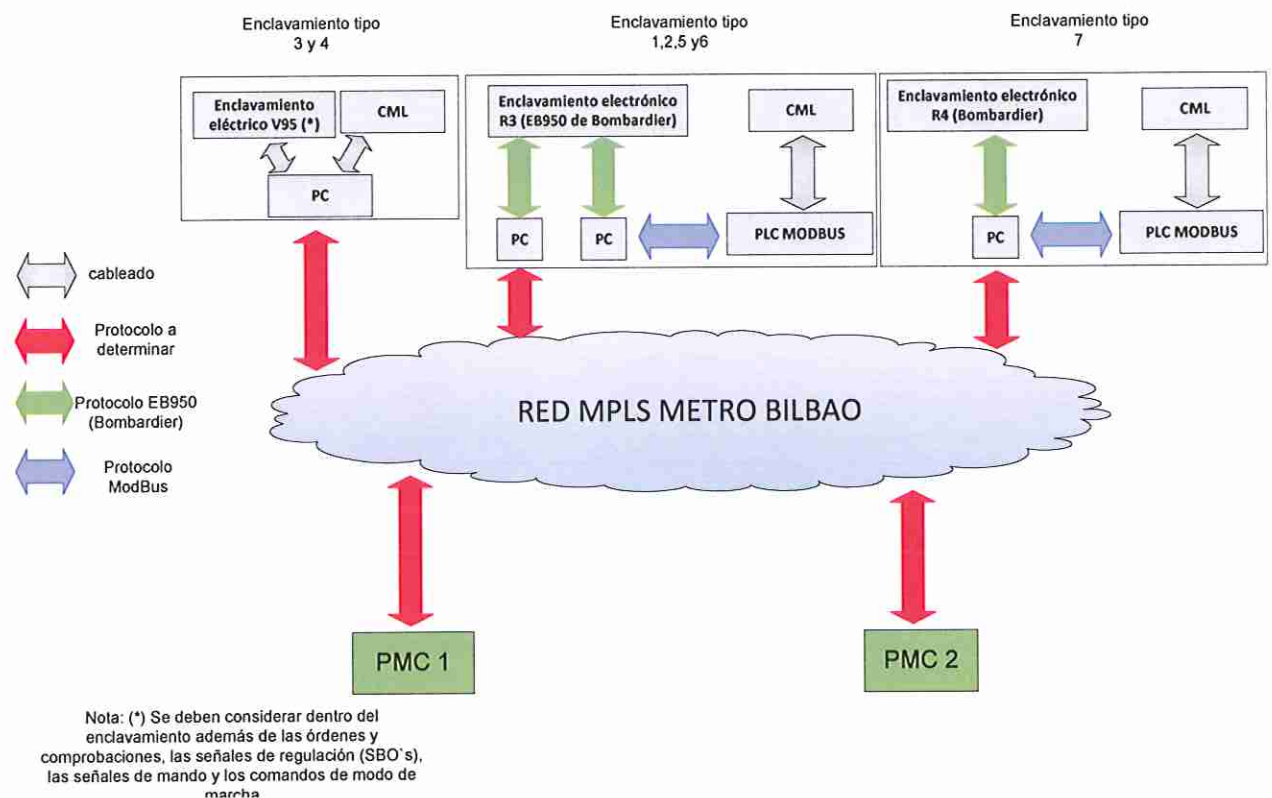 Enclavamiento tipo
3 y 4
Enclavamiento tipo
1,2,5 y6
Enclavamiento tipo
7
Enclavamiento
eléctrico V95 (*)
CML
PC
Enclavamiento electrónico
R3 (EB950 de Bombardier)
CML
PC
PC
PLC MODBUS
Enclavamiento electrónico
R4 (Bombardier)
CML
PC
PLC MODBUS
cableado
Protocolo a
determinar
Protocolo EB950
(Bombardier)
Protocolo
ModBus
RED MPLS METRO BILBAO
PMC 1
PMC 2
Nota: (*) Se deben considerar dentro del
enclavamiento además de las órdenes y
comprobaciones, las señales de regulación (SBO`s),
las señales de mando y los comandos de modo de
marcha